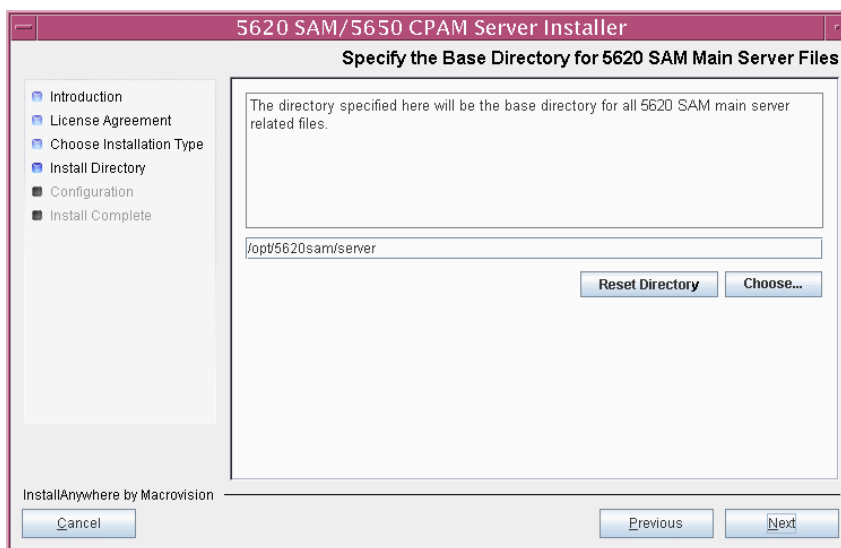 5620 SAM/5650 CPAM Server Installer
Specify the Base Directory for 5620 SAM Main Server Files
Introduction
License Agreement
Choose Installation Type
Install Directory
Configuration
Install Complete
The directory specified here will be the base directory for all 5620 SAM main server
related files.
/opt/5620sam/server
Reset Directory
Choose...
InstallAnywhere by Macrovision
Cancel
Previous
Next